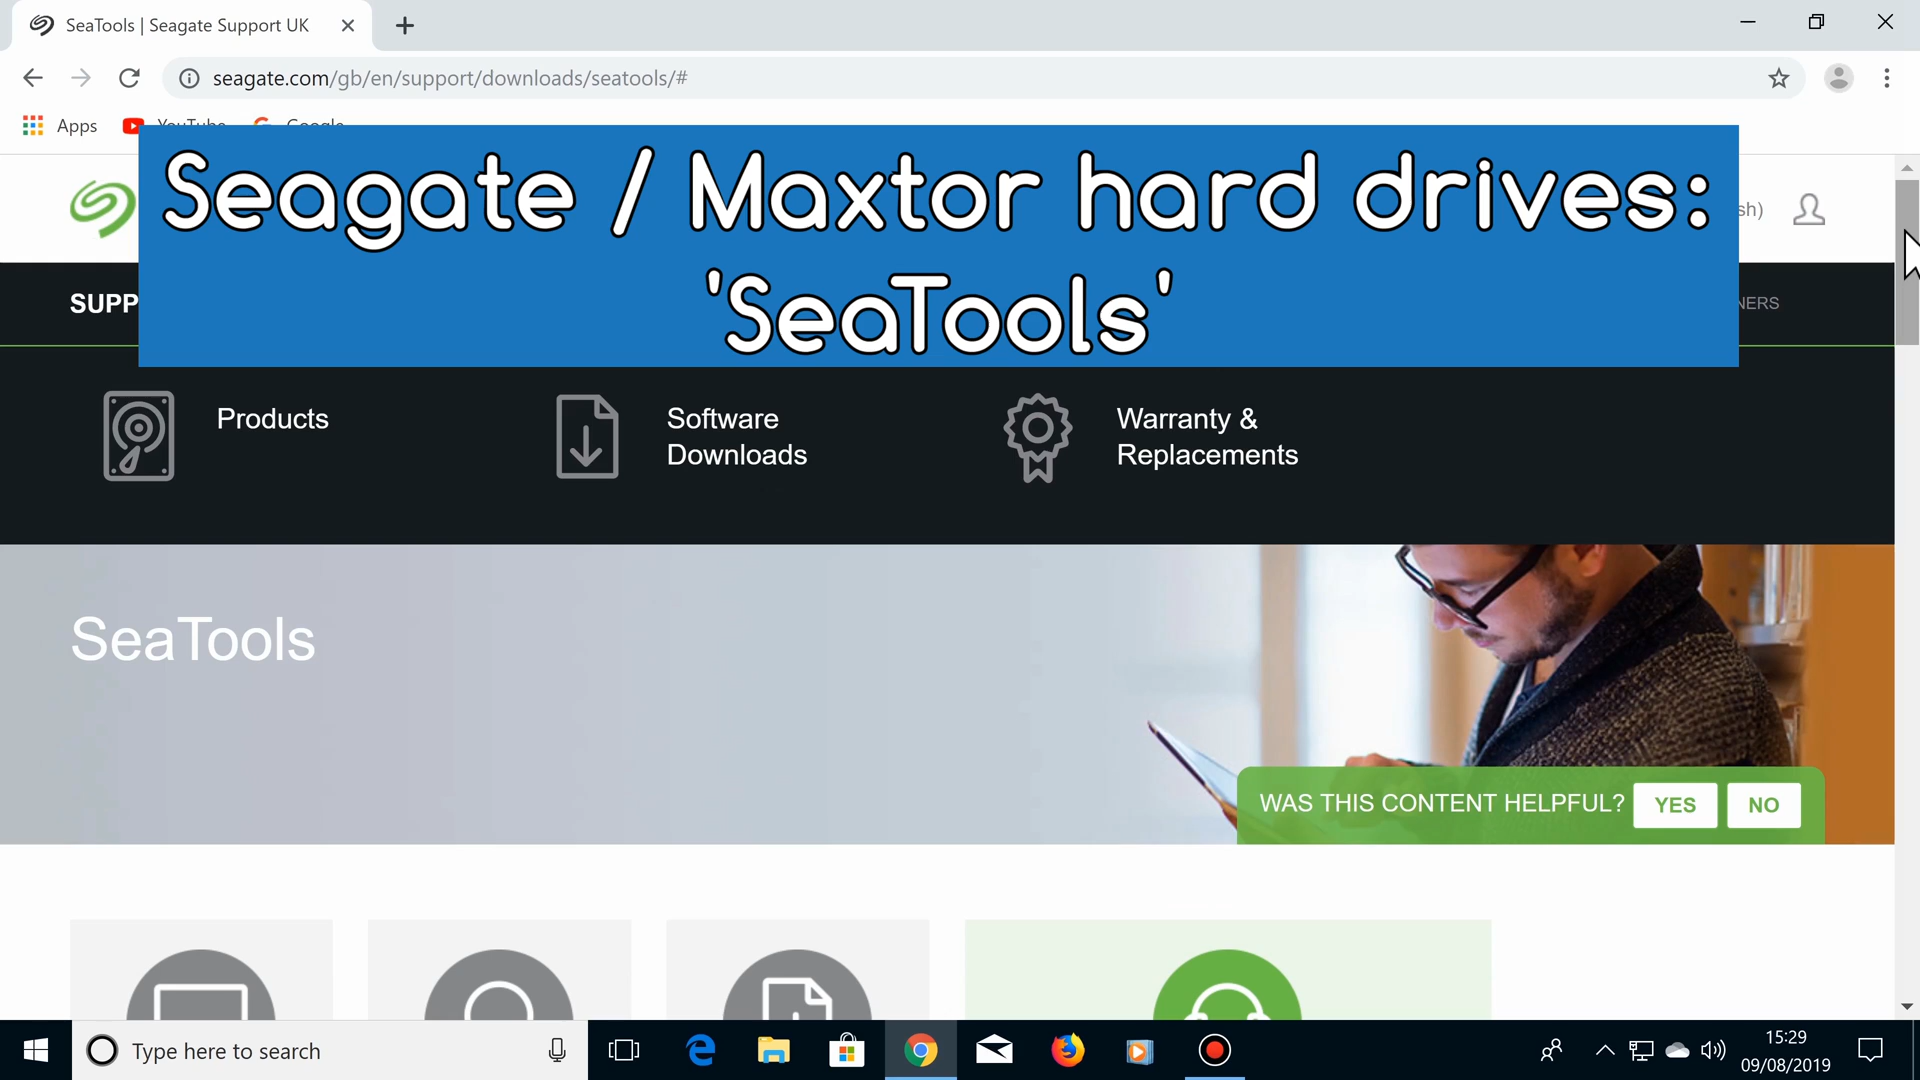 SeaTools | Seagate Support UK
seagate.com/gb/en/support/downloads/seatools/#
Apps YouTube Google
Seagate / Maxtor hard drives:
'SeaTools'
sh)
SUPP
NERS
Products
Software
Downloads
Warranty &
Replacements
SeaTools
WAS THIS CONTENT HELPFUL? YES NO
Type here to search
15:29
09/08/2019